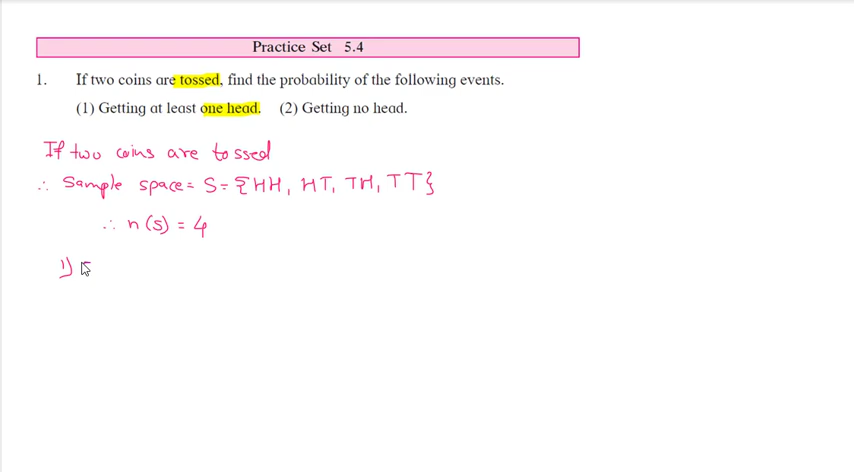 Practice Set 5.4
1. If two coins are tossed, find the probability of the following events.
(1) Getting at least one head. (2) Getting no head.
If two coins are tossed
∴ Sample space = S = {HH, HT, TH, TT}
∴ n(s) = 4
1)